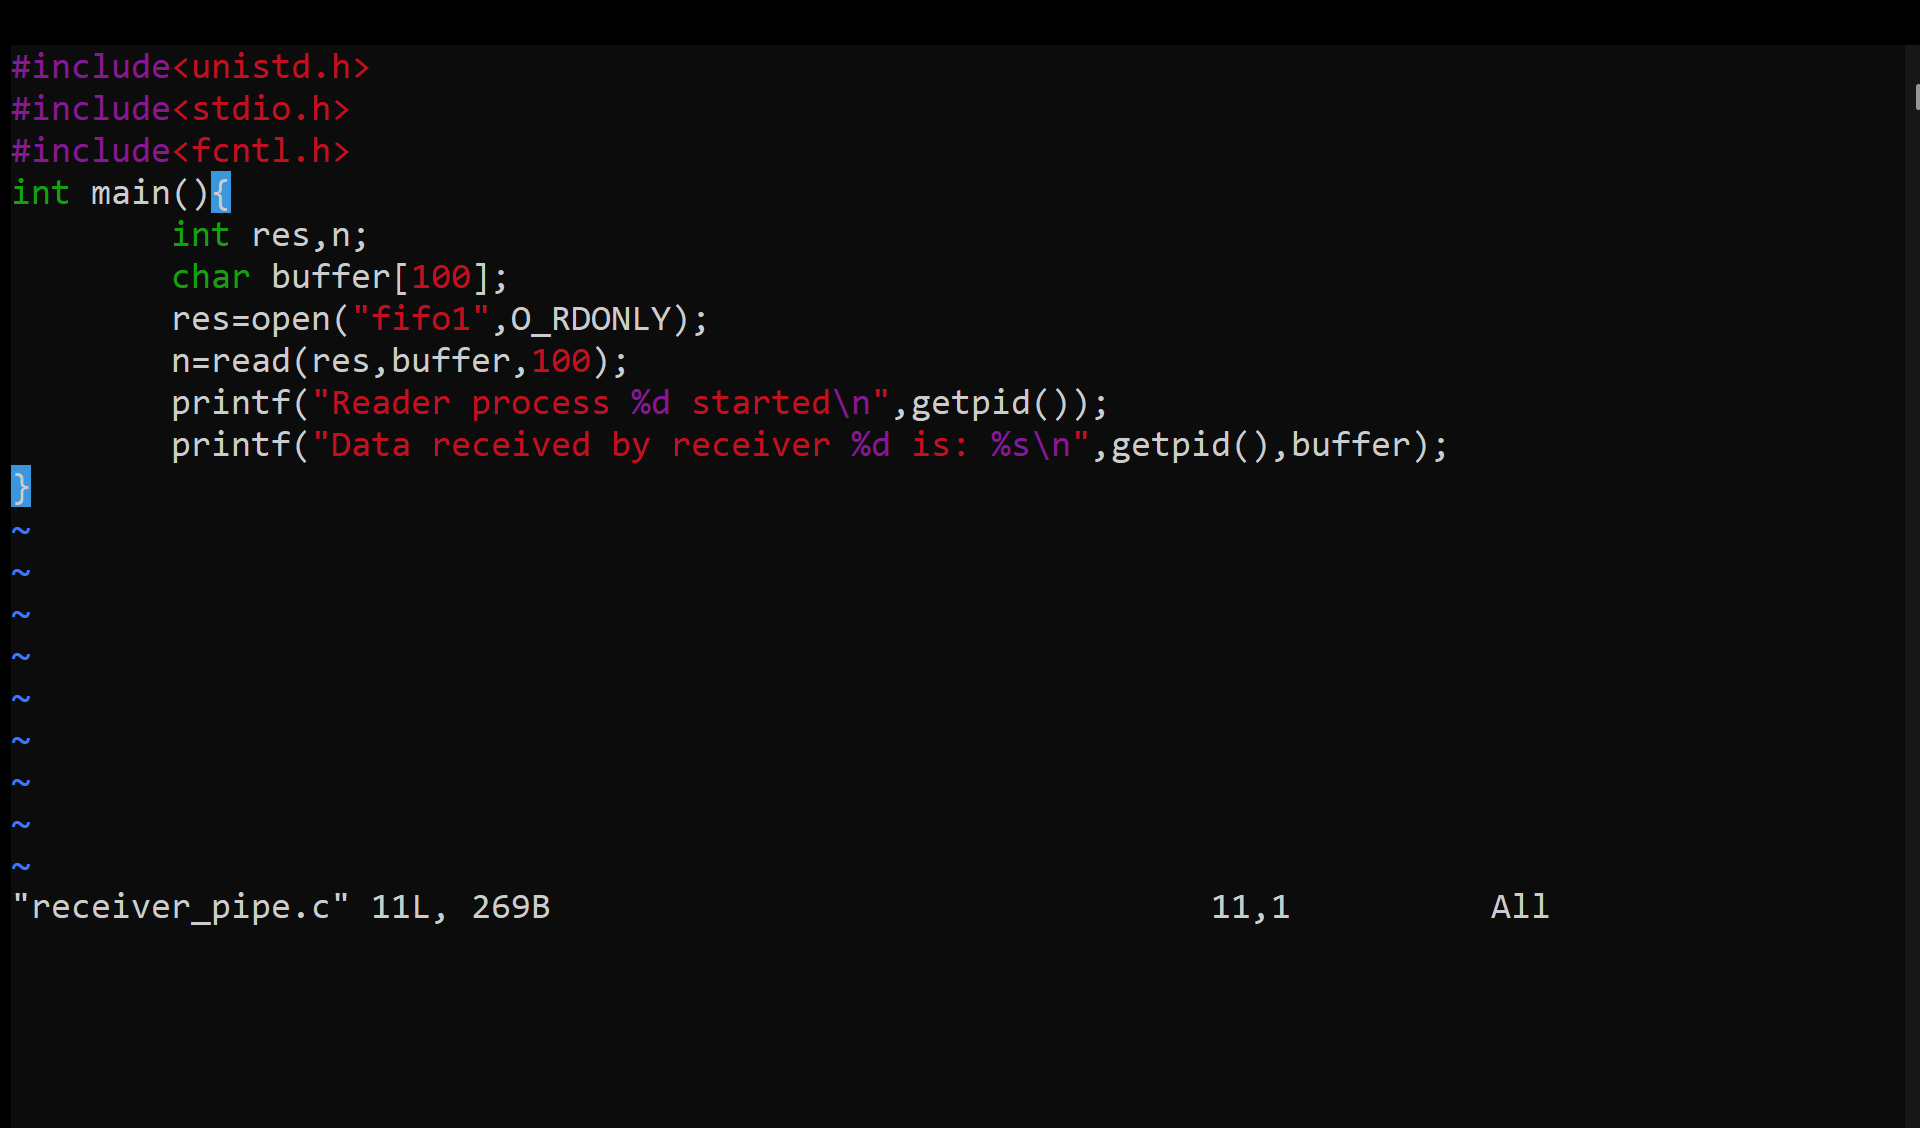 #include<unistd.h>
#include<stdio.h>
#include<fcntl.h>
int main(){
        int res,n;
        char buffer[100];
        res=open("fifo1",O_RDONLY);
        n=read(res,buffer,100);
        printf("Reader process %d started\n",getpid());
        printf("Data received by receiver %d is: %s\n",getpid(),buffer);
}
~
~
~
~
~
~
~
~
~
"receiver_pipe.c" 11L, 269B 11,1 All